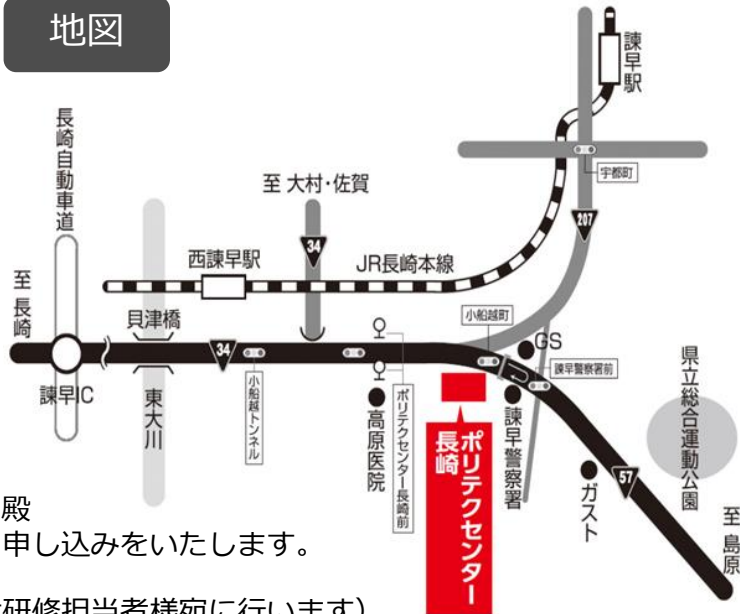 地図
諫早駅
長崎自動車道
宇都町
至 大村・佐賀
207
34
西諫早駅
JR長崎本線
至 長崎
貝津橋
小船越町
GS
34
諫早警察署前
諫早IC
県立総合運動公園
東大川
小船越トンネル
高原医院
ポリテクセンター長崎前
諫早警察署
ポリテクセンター
長崎
ガスト
57
至 島原
殿
申し込みをいたします。
研修担当者様宛に行います)